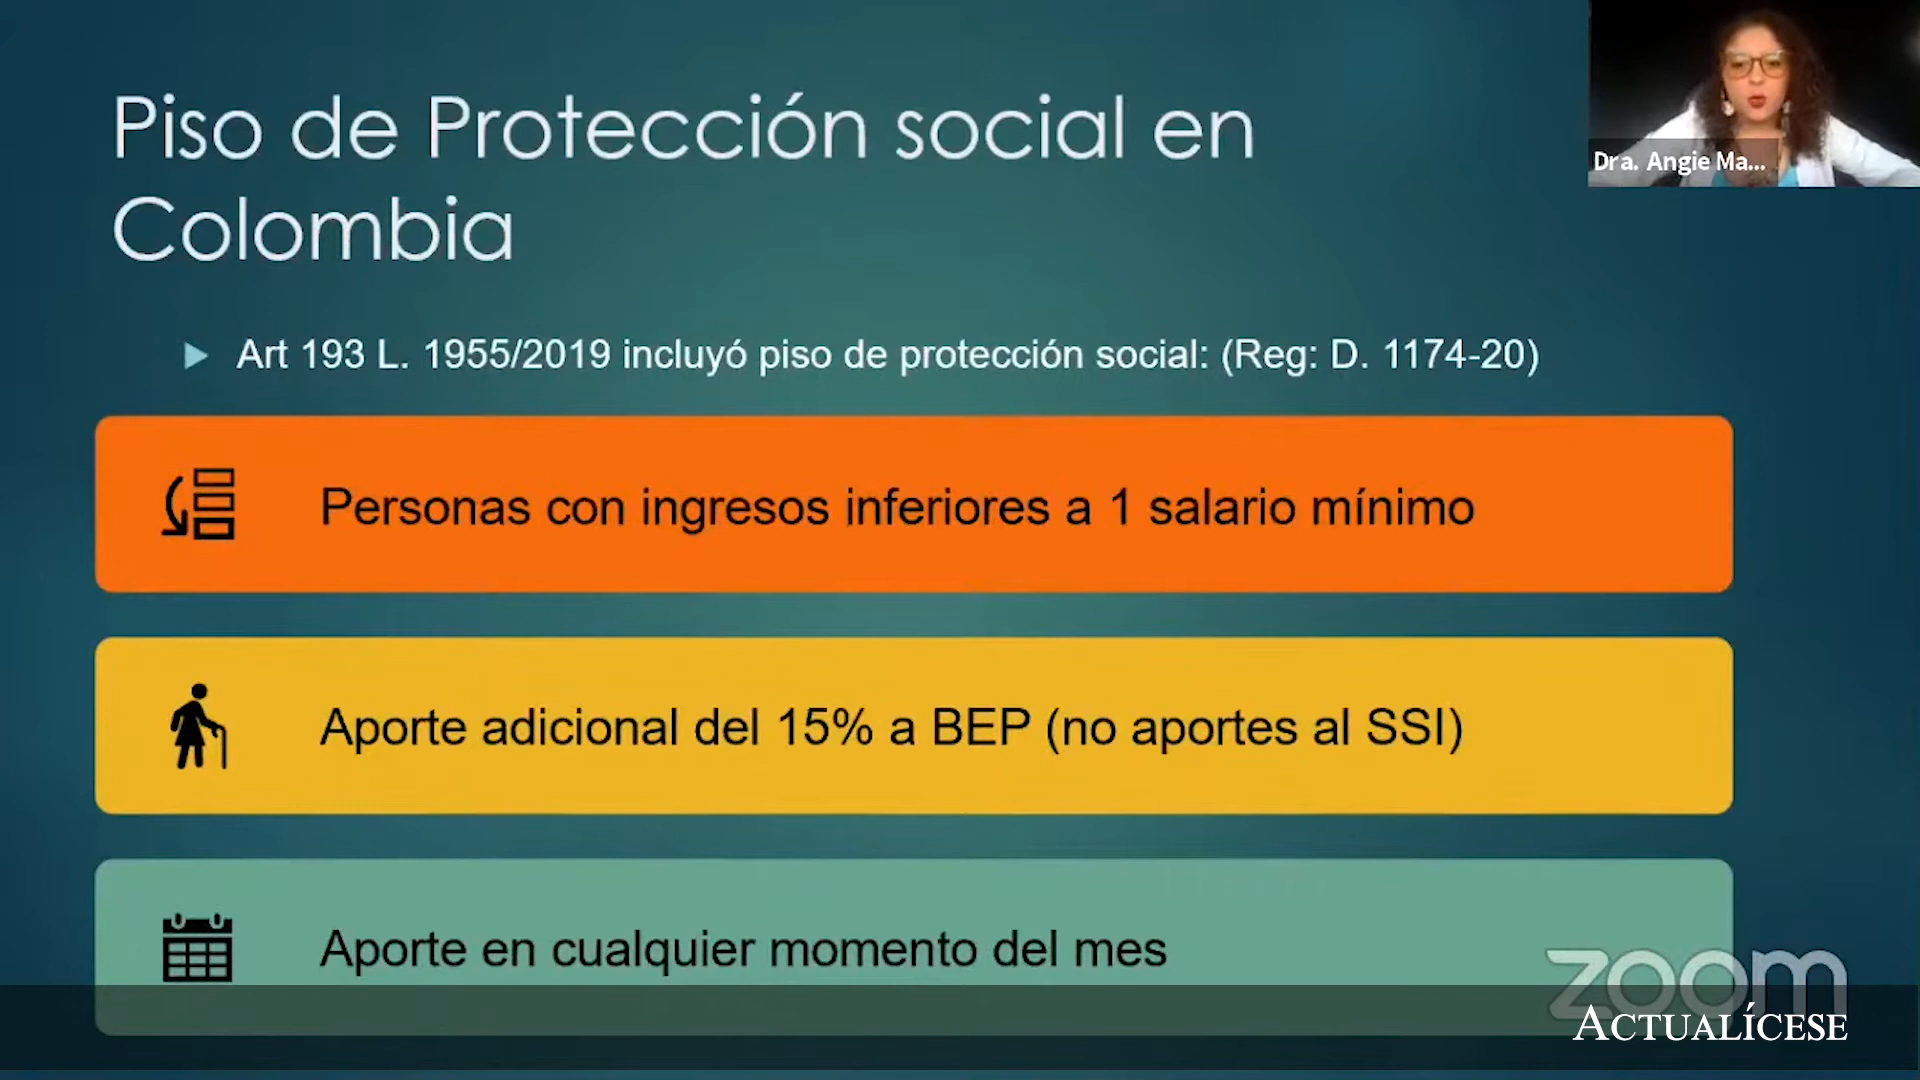 Piso de Protección social en
Colombia
Dra. Angie Ma...
Art 193 L. 1955/2019 incluyó piso de protección social: (Reg: D. 1174-20)
Personas con ingresos inferiores a 1 salario mínimo
Aporte adicional del 15% a BEP (no aportes al SSI)
Aporte en cualquier momento del mes
zoom
ACTUALÍCESE